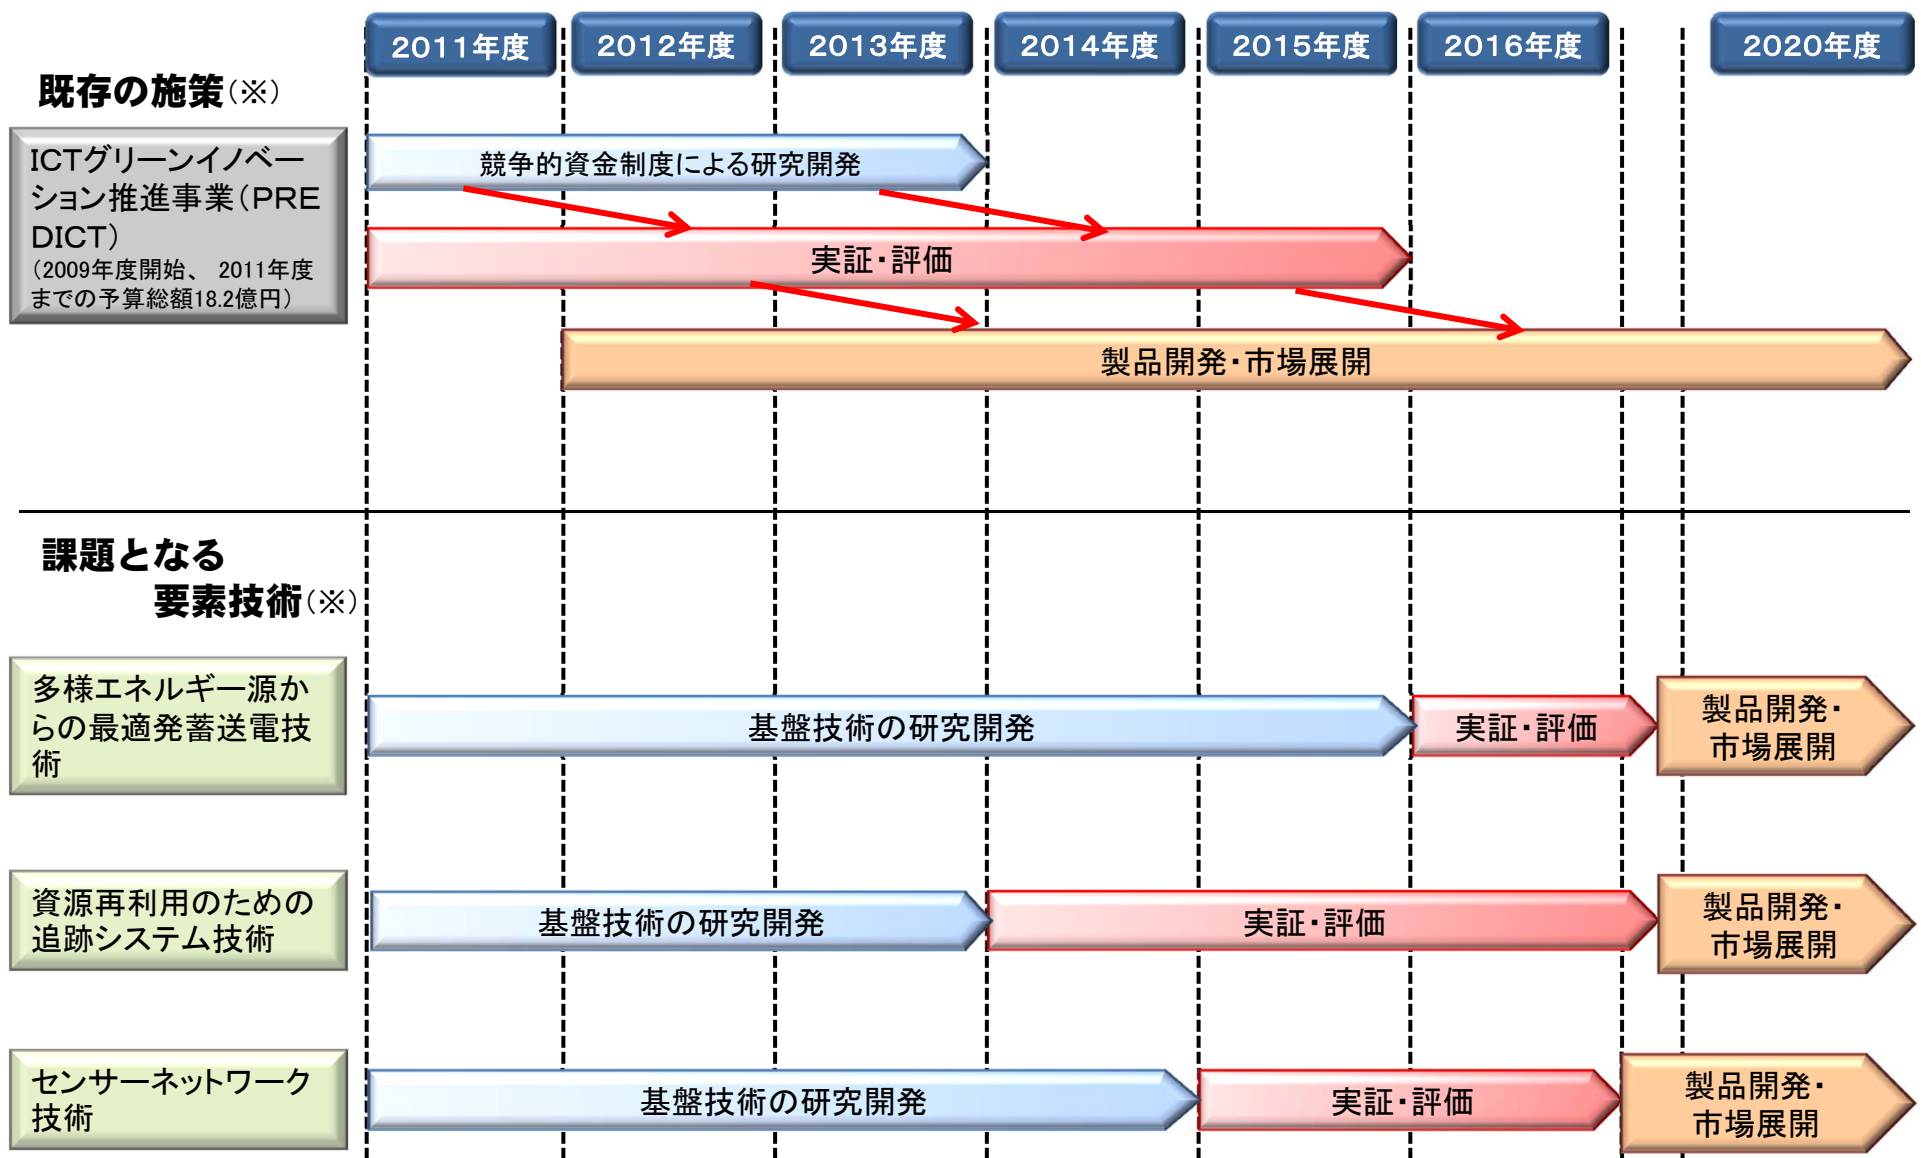 2011年度
2012年度
2013年度
2014年度
2015年度
2016年度
2020年度
既存の施策(※)
ICTグリーンイノベー
ション推進事業(PRE
DICT)
(2009年度開始、 2011年度
までの予算総額18.2億円)
競争的資金制度による研究開発
実証・評価
製品開発・市場展開
課題となる
要素技術(※)
多様エネルギー源か
らの最適発蓄送電技
術
基盤技術の研究開発
実証・評価
製品開発・
市場展開
資源再利用のための
追跡システム技術
基盤技術の研究開発
実証・評価
製品開発・
市場展開
センサーネットワーク
技術
基盤技術の研究開発
実証・評価
製品開発・
市場展開